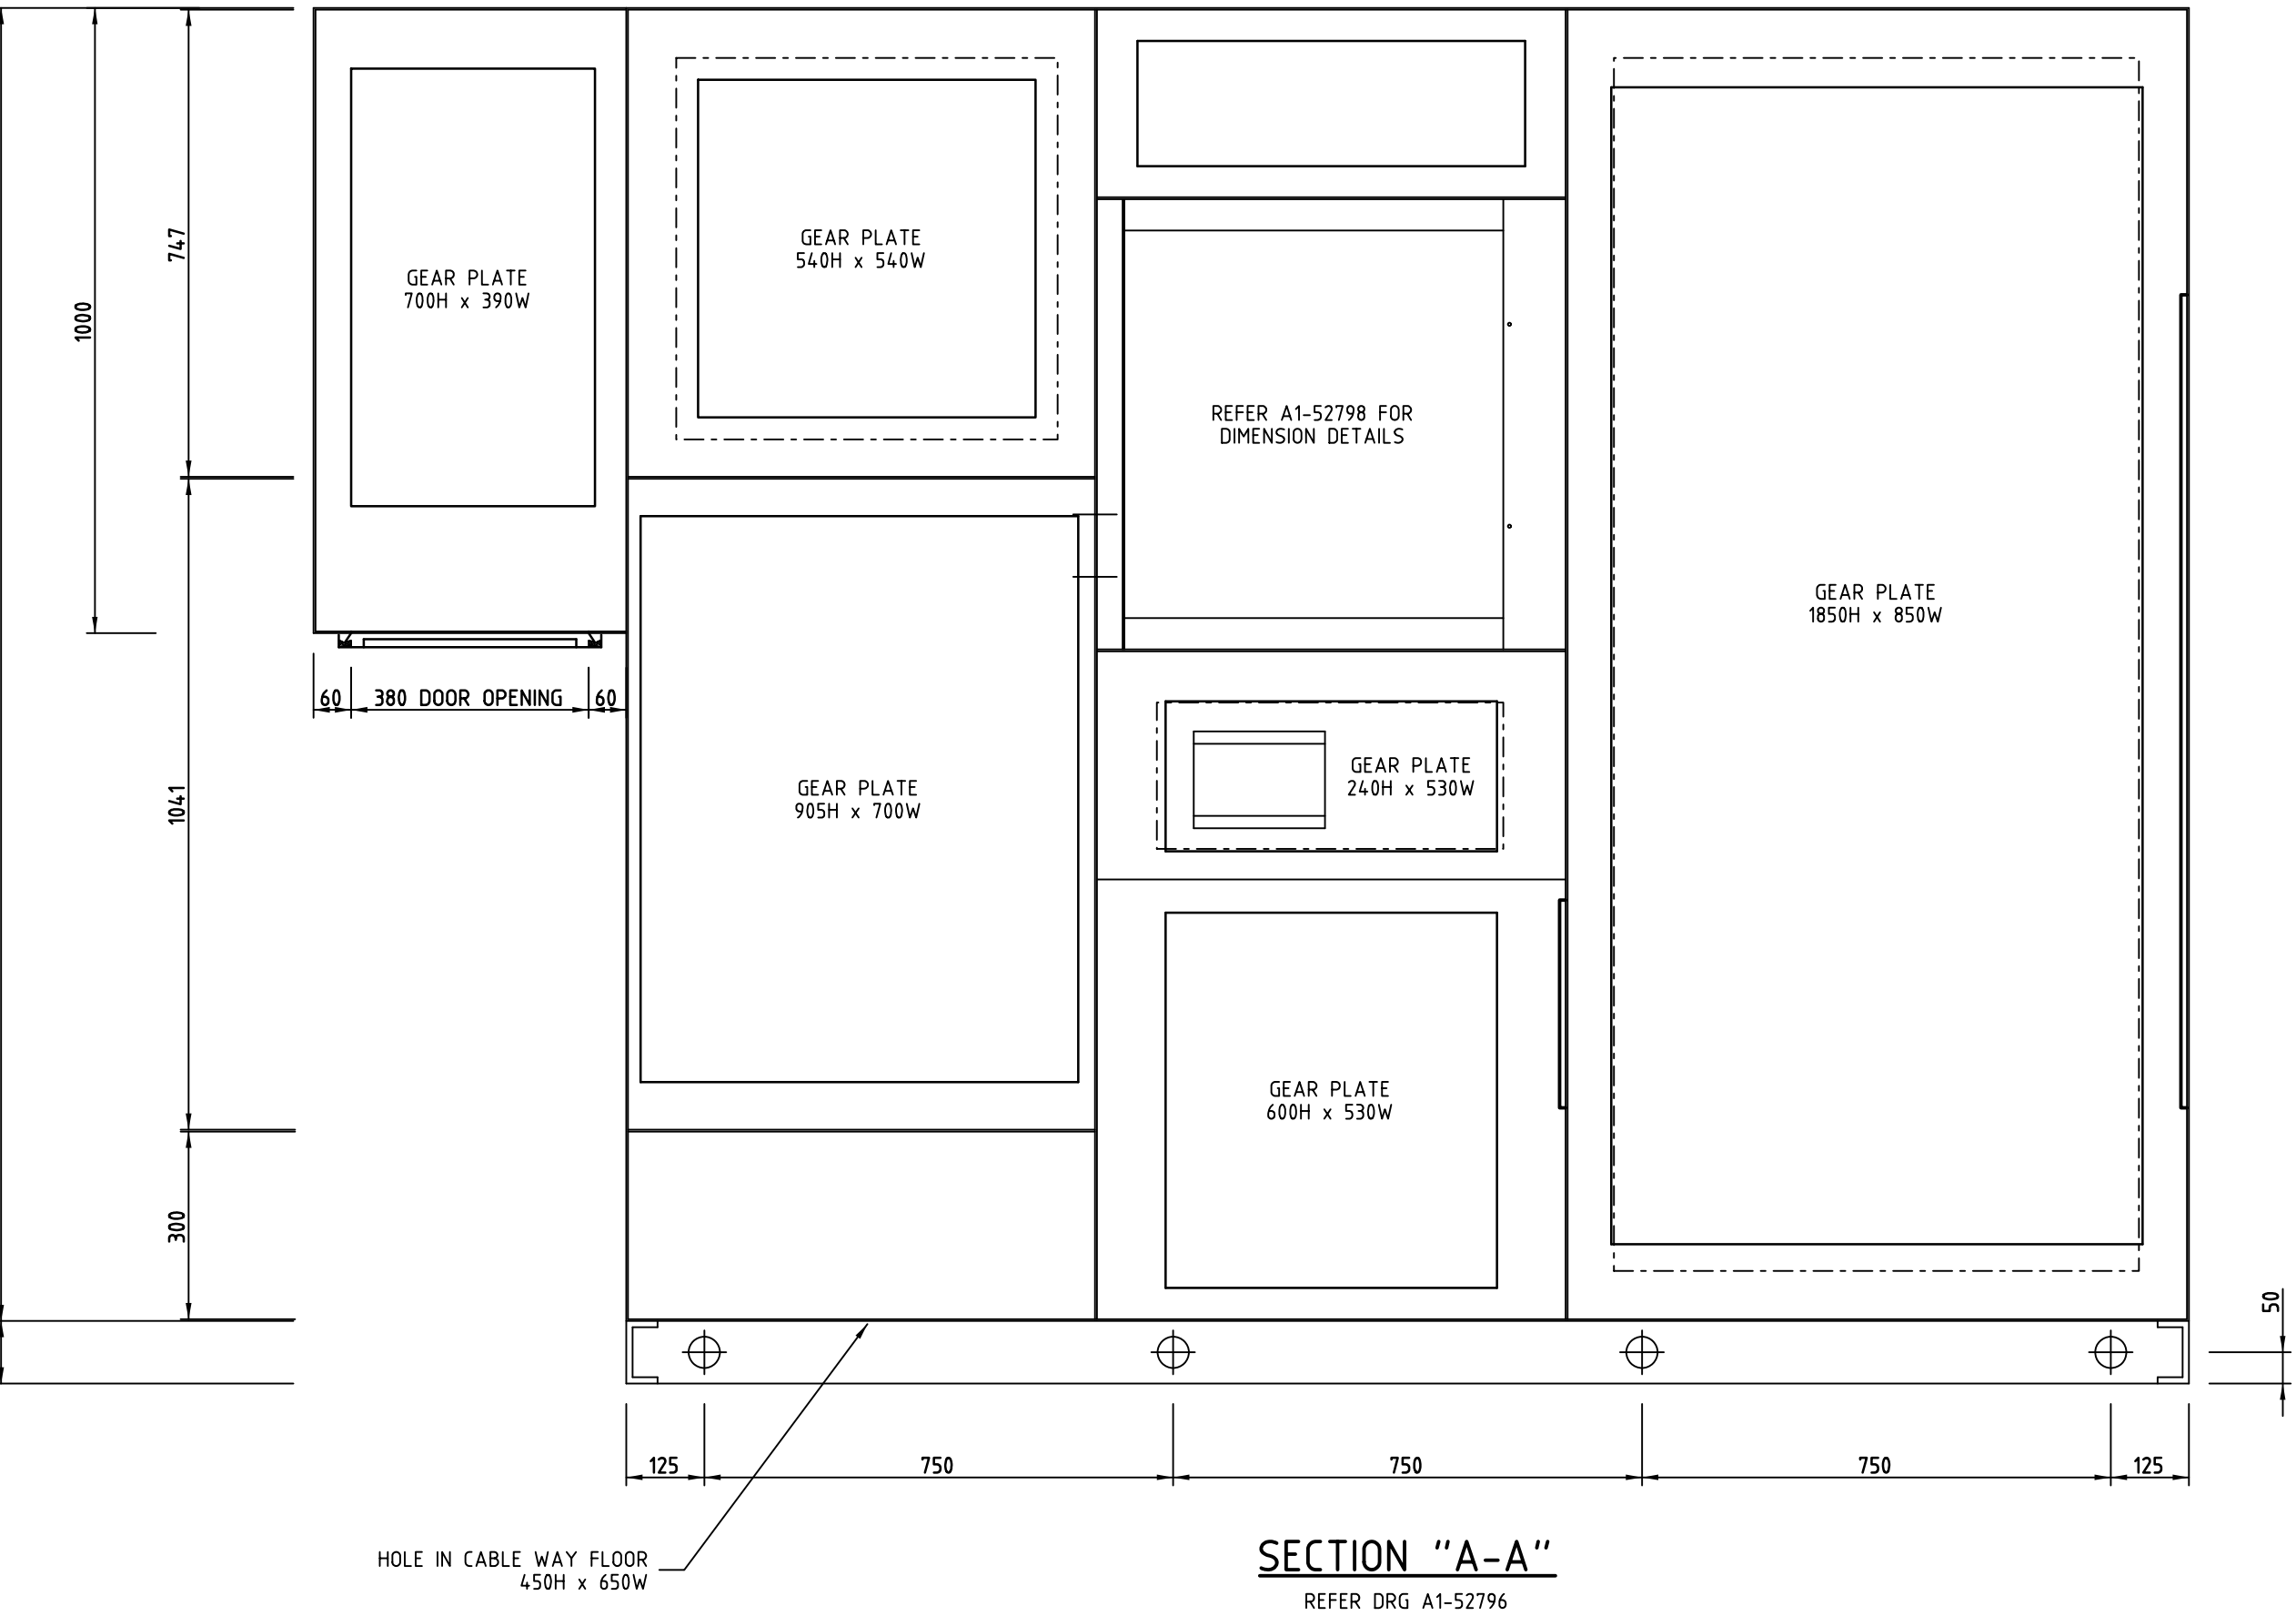 GEAR PLATE
540H x 540W
747
GEAR PLATE
700H x 390W
1000
REFER A1-52798 FOR
DIMENSION DETAILS
GEAR PLATE
1850H x 850W
60
380 DOOR OPENING
60
GEAR PLATE
240H x 530W
1041
GEAR PLATE
905H x 700W
GEAR PLATE
600H x 530W
300
50
125
750
750
750
125
HOLE IN CABLE WAY FLOOR
450H x 650W
SECTION "A-A"
REFER DRG A1-52796